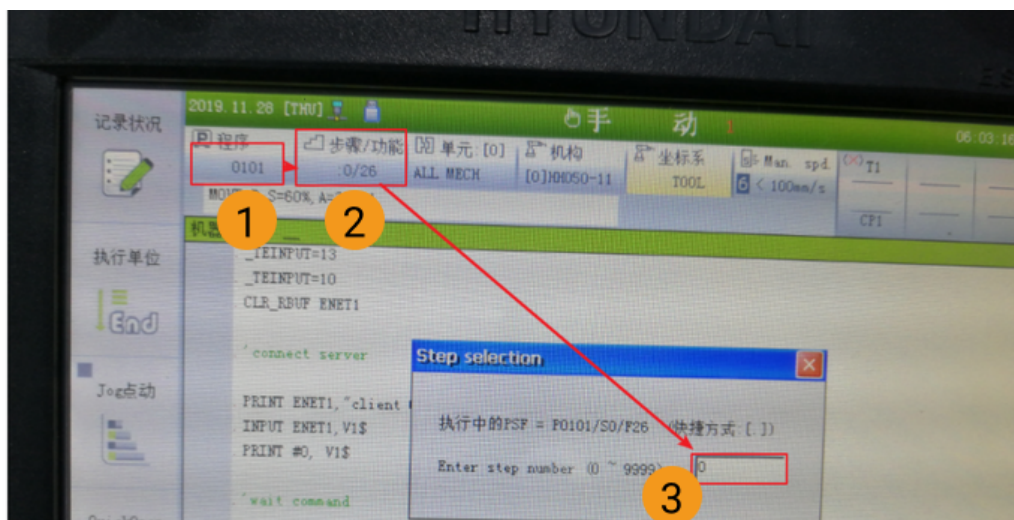 HYUNDAI
2019.11.28 [THU]
手 动 1
06:03:16
记录状况
程序
0101
步骤/功能
:0/26
单元:[0]
ALL MECH
机构
[0]HH050-11
坐标系
TOOL
Man. spd
6 < 100mm/s
T1
CP1
S=60%, A=
1
2
执行单位
End
_TEINPUT=13
_TEINPUT=10
CLR_RBUF ENET1
'connect server
Jog点动
PRINT ENET1,"client
INPUT ENET1,V1$
PRINT #0, V1$
'wait command
Step selection
执行中的PSF = P0101/S0/F26 (快捷方式:[.])
Enter step number (0 ~ 9999)
0
3